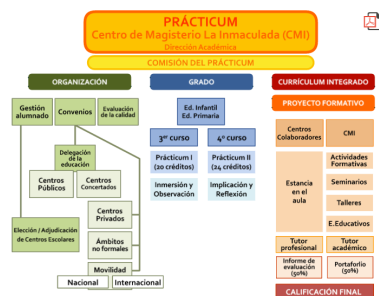 PRÁCTICUM
Centro de Magisterio La Inmaculada (CMI)
Dirección Académica
COMISIÓN DEL PRÁCTICUM
ORGANIZACIÓN
Gestión
alumnado
Convenios
Evaluación
de la calidad
Delegación
de la
educación
Centros
Públicos
Centros
Concertados
Centros
Privados
Elección / Adjudicación
de Centros Escolares
Ámbitos
no formales
Movilidad
Nacional
Internacional
GRADO
Ed. Infantil
Ed. Primaria
3er curso
4º curso
Prácticum I
(20 créditos)
Prácticum II
(24 créditos)
Inmersión y
Observación
Implicación y
Reflexión
CURRÍCULUM INTEGRADO
PROYECTO FORMATIVO
Centros
Colaboradores
CMI
Estancia
en el
aula
Actividades
Formativas
Seminarios
Talleres
E.Educativos
Tutor
profesional
Tutor
académico
Informe de
evaluación
(50%)
Portaforlio
(50%)
CALIFICACIÓN FINAL